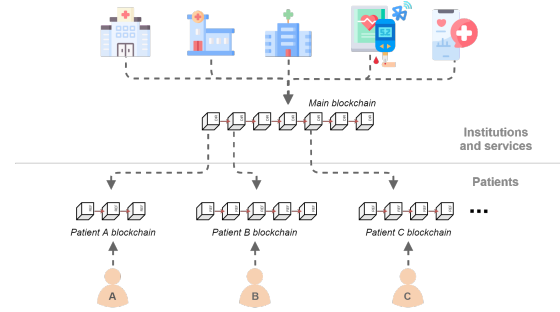 Main blockchain
Institutions
and services
Patients
Patient A blockchain
Patient B blockchain
Patient C blockchain
...
A
B
C